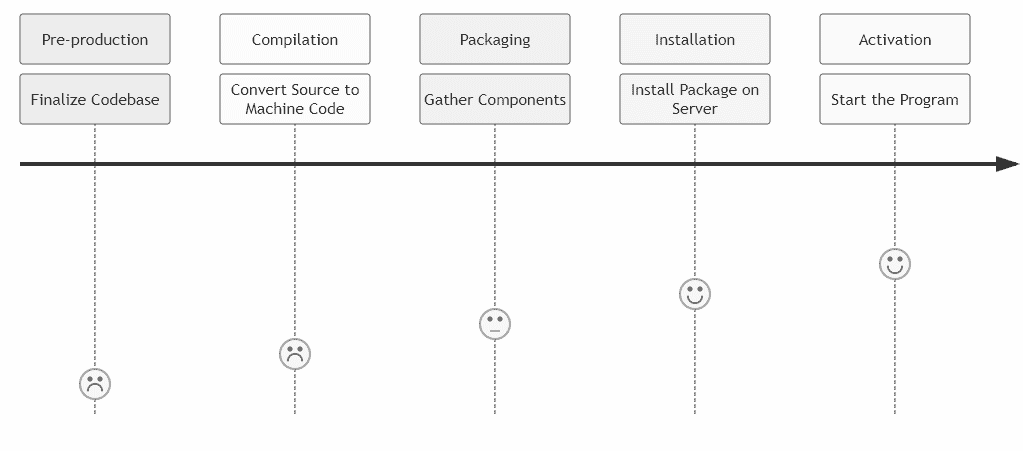 Pre-production
Compilation
Packaging
Installation
Activation
Finalize Codebase
Convert Source to
Machine Code
Gather Components
Install Package on
Server
Start the Program